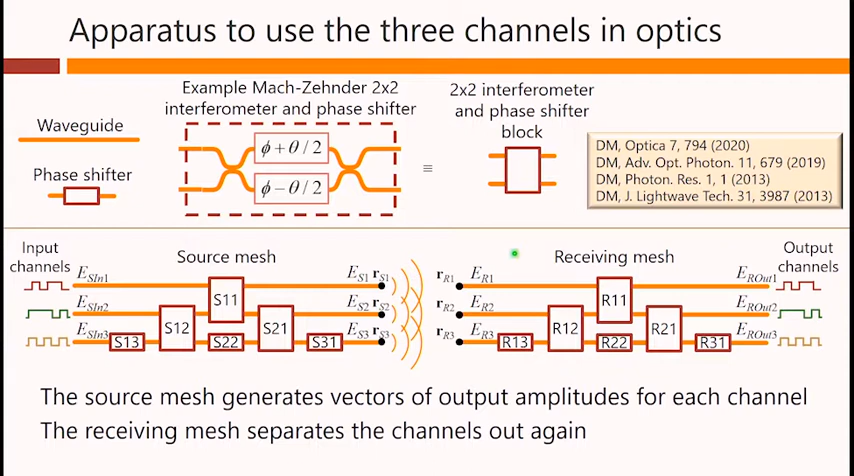 Apparatus to use the three channels in optics
Example Mach-Zehnder 2x2
interferometer and phase shifter
2x2 interferometer
and phase shifter
block
Waveguide
Phase shifter
ϕ + θ / 2
ϕ − θ / 2
≡
DM, Optica 7, 794 (2020)
DM, Adv. Opt. Photon. 11, 679 (2019)
DM, Photon. Res. 1, 1 (2013)
DM, J. Lightwave Tech. 31, 3987 (2013)
Input
channels
Source mesh
Receiving mesh
Output
channels
E_SIn1
E_S1 r_S1
r_R1 E_R1
E_ROut1
S11
R11
E_SIn2
E_S2 r_S2
r_R2 E_R2
E_ROut2
S12
S21
R12
R21
E_SIn3
E_S3 r_S3
r_R3 E_R3
E_ROut3
S13
S22
S31
R13
R22
R31
The source mesh generates vectors of output amplitudes for each channel
The receiving mesh separates the channels out again